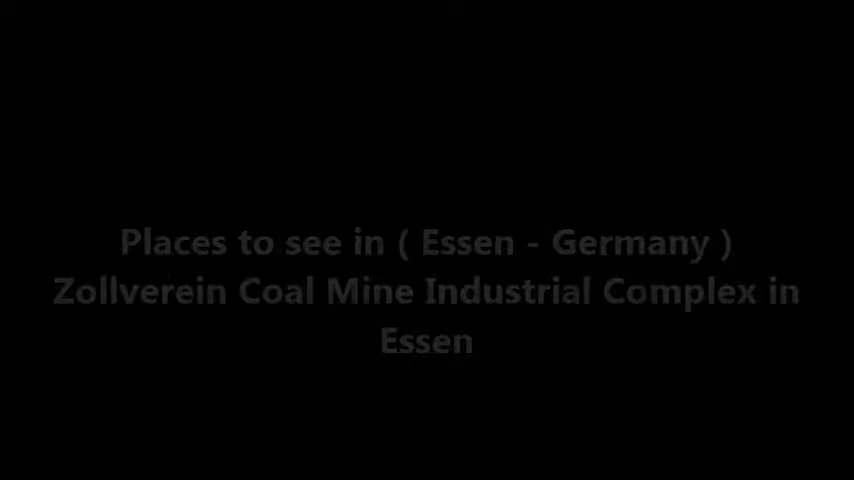 Places to see in ( Essen - Germany )
Zollverein Coal Mine Industrial Complex in
Essen